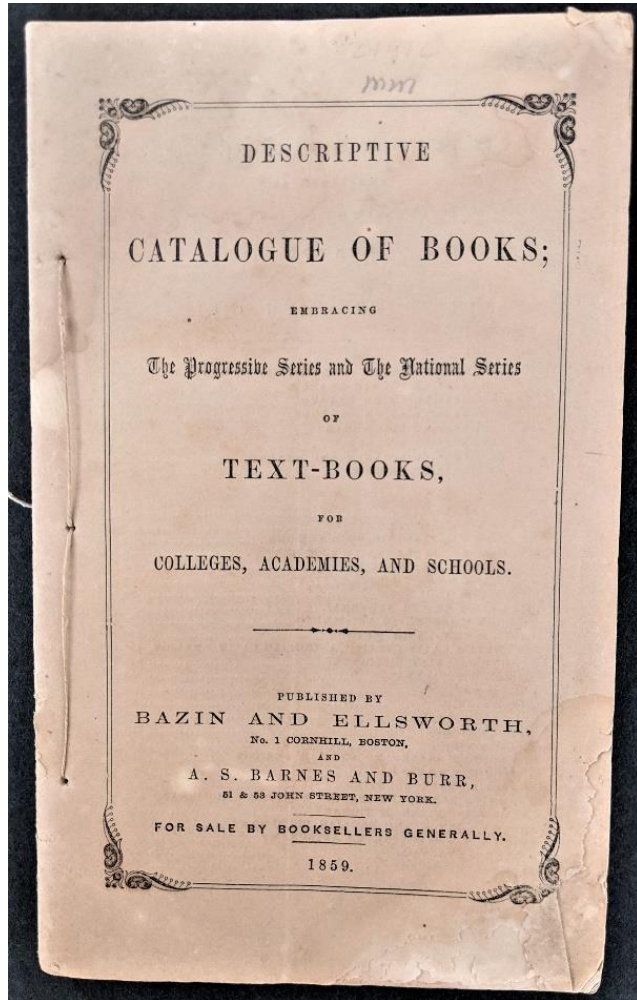 DESCRIPTIVE
CATALOGUE OF BOOKS;
EMBRACING
The Progressive Series and The National Series
OF
TEXT-BOOKS,
FOR
COLLEGES, ACADEMIES, AND SCHOOLS.
PUBLISHED BY
BAZIN AND ELLSWORTH,
No. 1 CORNHILL, BOSTON,
AND
A. S. BARNES AND BURR,
51 & 53 JOHN STREET, NEW YORK.
FOR SALE BY BOOKSELLERS GENERALLY.
1859.